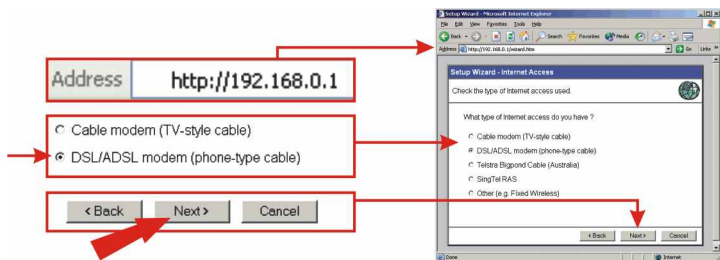 Address http://192.168.0.1
Cable modem (TV-style cable)
DSL/ADSL modem (phone-type cable)
< Back Next > Cancel
Setup Wizard - Microsoft Internet Explorer
File Edit View Favorites Tools Help
Back Search Favorites Media
Address http://192.168.0.1/wizard.htm Go Links »
Setup Wizard - Internet Access
Check the type of Internet access used.
What type of Internet access do you have ?
Cable modem (TV-style cable)
DSL/ADSL modem (phone-type cable)
Telstra Bigpond Cable (Australia)
SingTel RAS
Other (e.g. Fixed Wireless)
< Back Next > Cancel
Done Internet